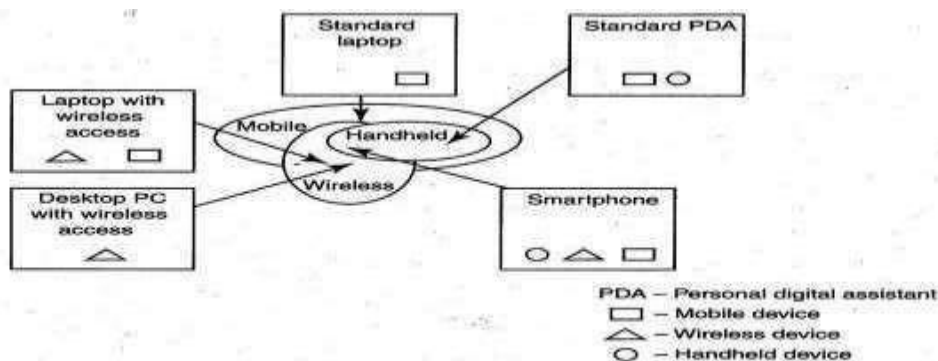 Standard
laptop
Standard PDA
Laptop with
wireless
access
Mobile
Handheld
Wireless
Desktop PC
with wireless
access
Smartphone
PDA – Personal digital assistant
– Mobile device
– Wireless device
– Handheld device